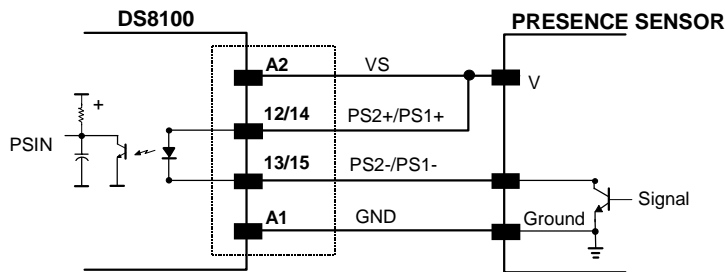 DS8100
PRESENCE SENSOR
A2 VS
V
12/14 PS2+/PS1+
+
PSIN
13/15 PS2-/PS1-
Signal
A1 GND Ground